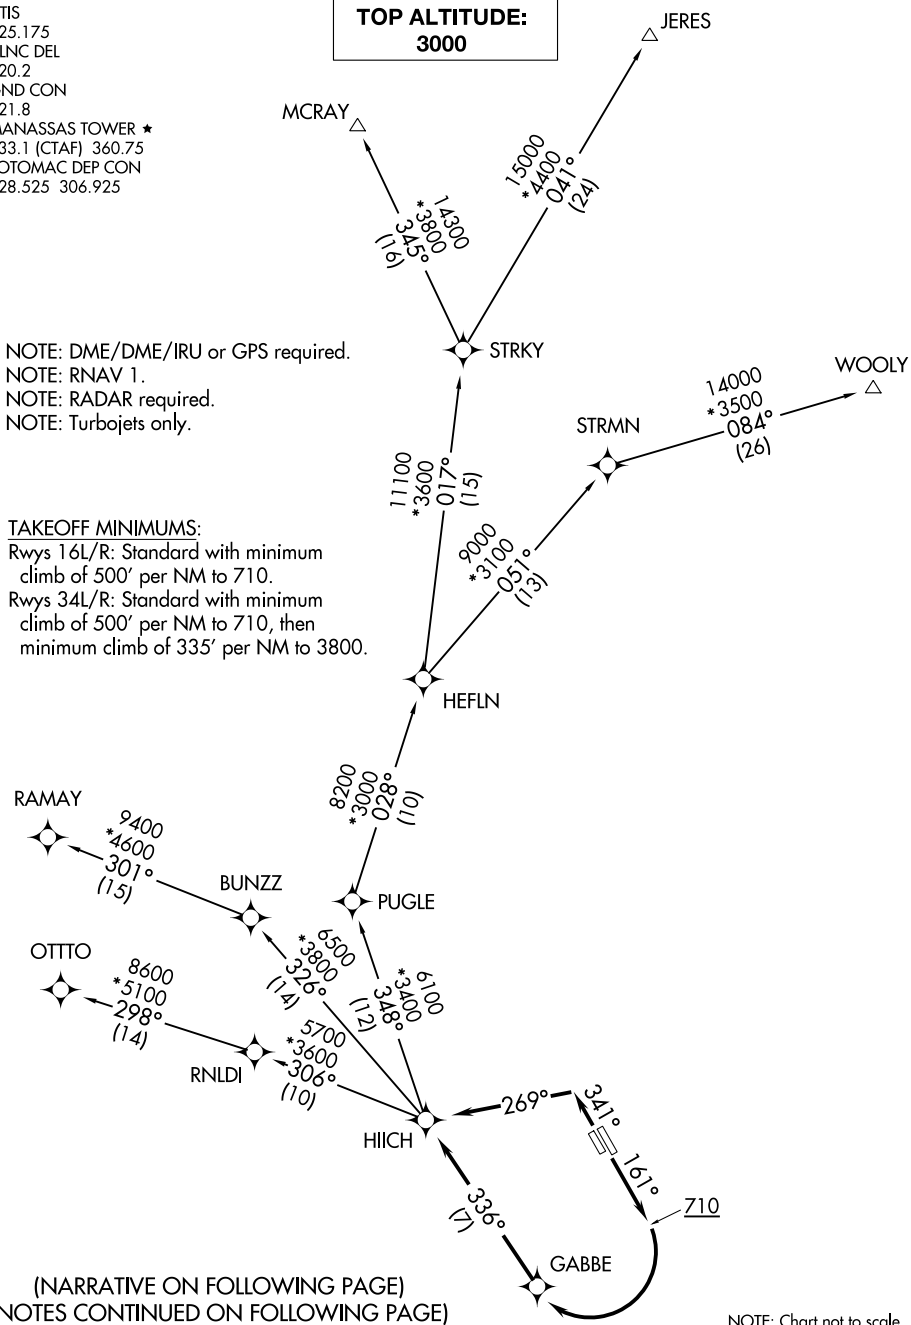 TIS
25.175
LNC DEL
20.2
ND CON
21.8
MANASSAS TOWER ★
33.1 (CTAF) 360.75
OTOMAC DEP CON
28.525 306.925
TOP ALTITUDE:
3000
JERES
MCRAY
15000
*4400
041°
(24)
14300
*3800
345°
(16)
STRKY
NOTE: DME/DME/IRU or GPS required.
NOTE: RNAV 1.
NOTE: RADAR required.
NOTE: Turbojets only.
WOOLY
14000
*3500
084°
(26)
STRMN
11100
*3600
017°
(15)
9000
*3100
051°
(13)
TAKEOFF MINIMUMS:
Rwys 16L/R: Standard with minimum
climb of 500′ per NM to 710.
Rwys 34L/R: Standard with minimum
climb of 500′ per NM to 710, then
minimum climb of 335′ per NM to 3800.
HEFLN
8200
*3000
028°
(10)
RAMAY
9400
*4600
301°
(15)
BUNZZ
PUGLE
OTTTO
8600
*5100
298°
(14)
6500
*3800
326°
(14)
6100
*3400
348°
(12)
RNLDI
5700
*3600
306°
(10)
HIICH
269°
341°
161°
710
336°
(7)
GABBE
(NARRATIVE ON FOLLOWING PAGE)
NOTES CONTINUED ON FOLLOWING PAGE)
NOTE: Chart not to scale